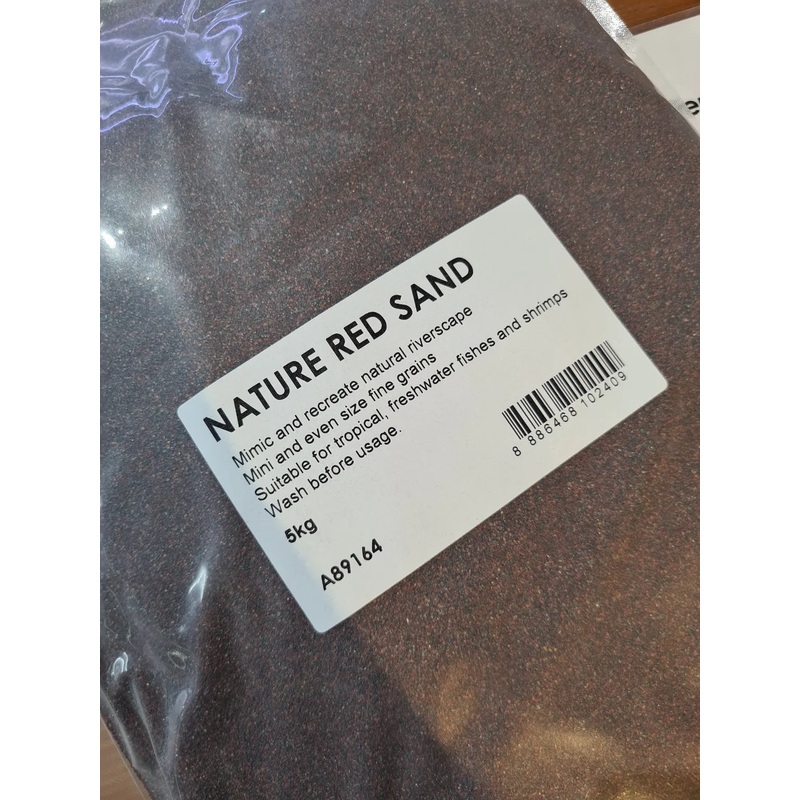 NATURE RED SAND
Mimic and recreate natural riverscape
Mini and even size fine grains
Suitable for tropical, freshwater fishes and shrimps
Wash before usage.
5kg
A89164
8 886468 102409